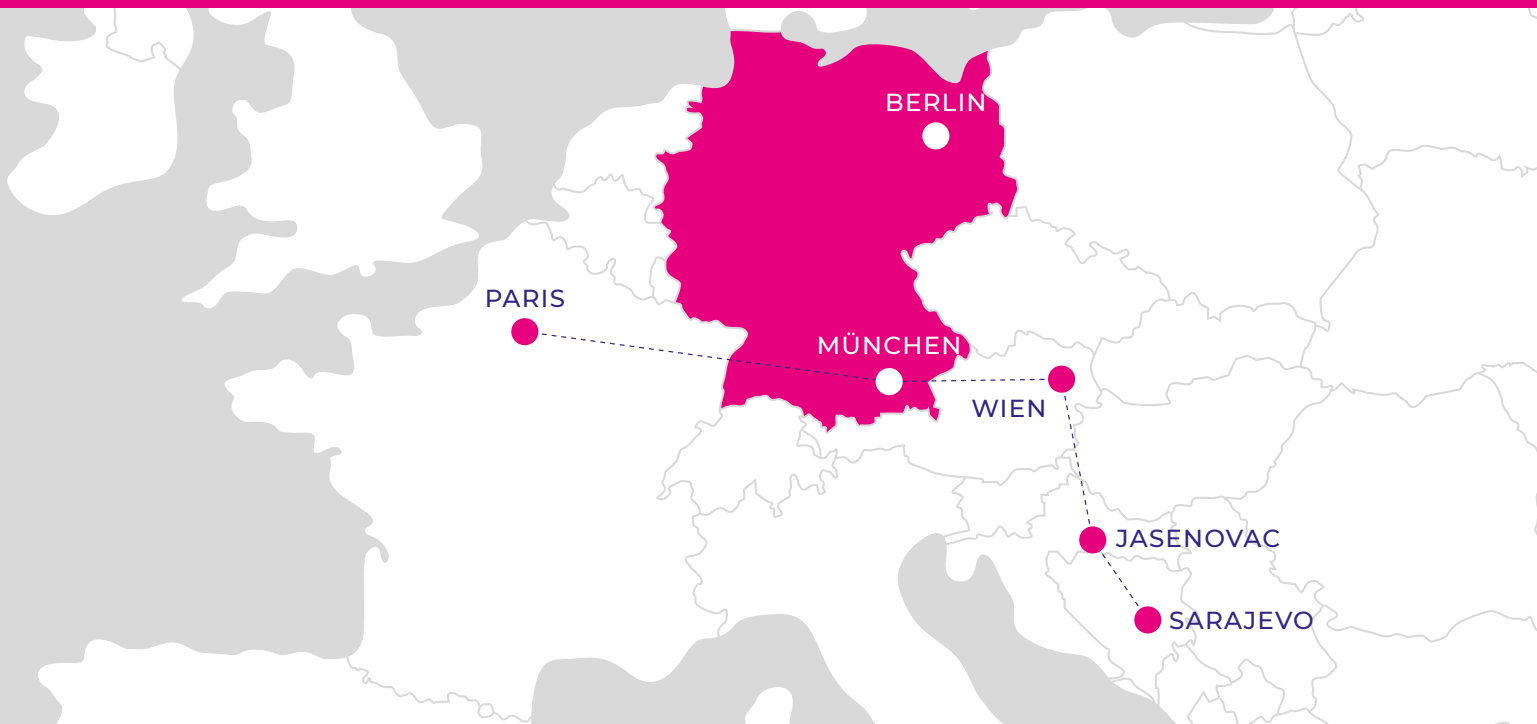 BERLIN
PARIS
MÜNCHEN
WIEN
JASENOVAC
SARAJEVO